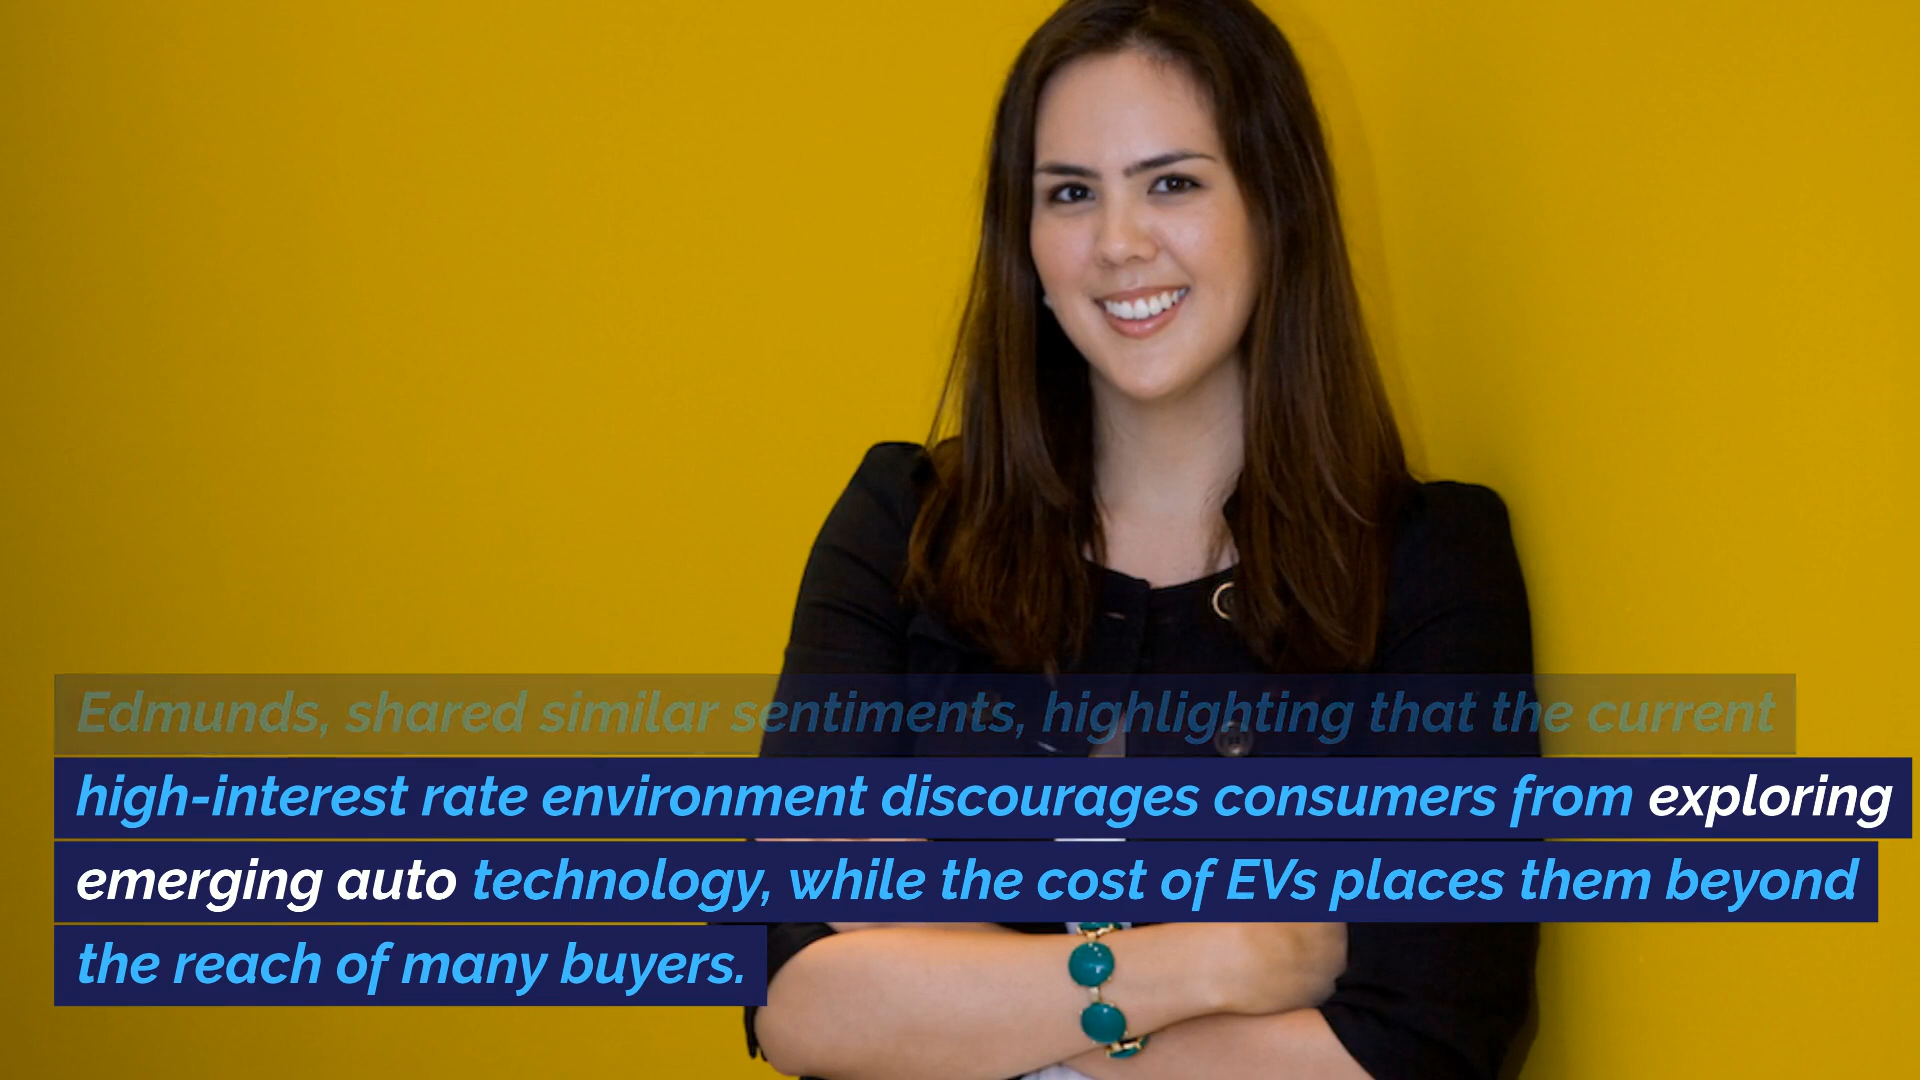 Edmunds, shared similar sentiments, highlighting that the current
high-interest rate environment discourages consumers from exploring
emerging auto technology, while the cost of EVs places them beyond
the reach of many buyers.